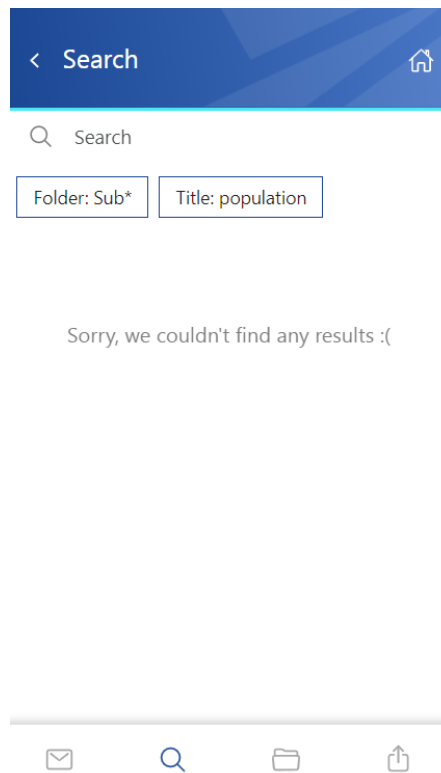 Search
Search
Folder: Sub*
Title: population
Sorry, we couldn't find any results :(